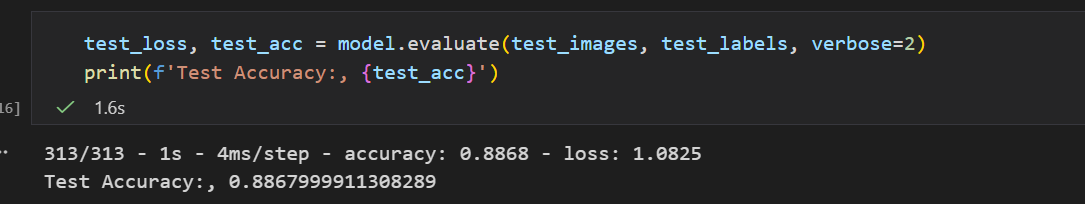 test_loss, test_acc = model.evaluate(test_images, test_labels, verbose=2)
print(f'Test Accuracy:, {test_acc}')
16]
1.6s
313/313 - 1s - 4ms/step - accuracy: 0.8868 - loss: 1.0825
Test Accuracy:, 0.8867999911308289